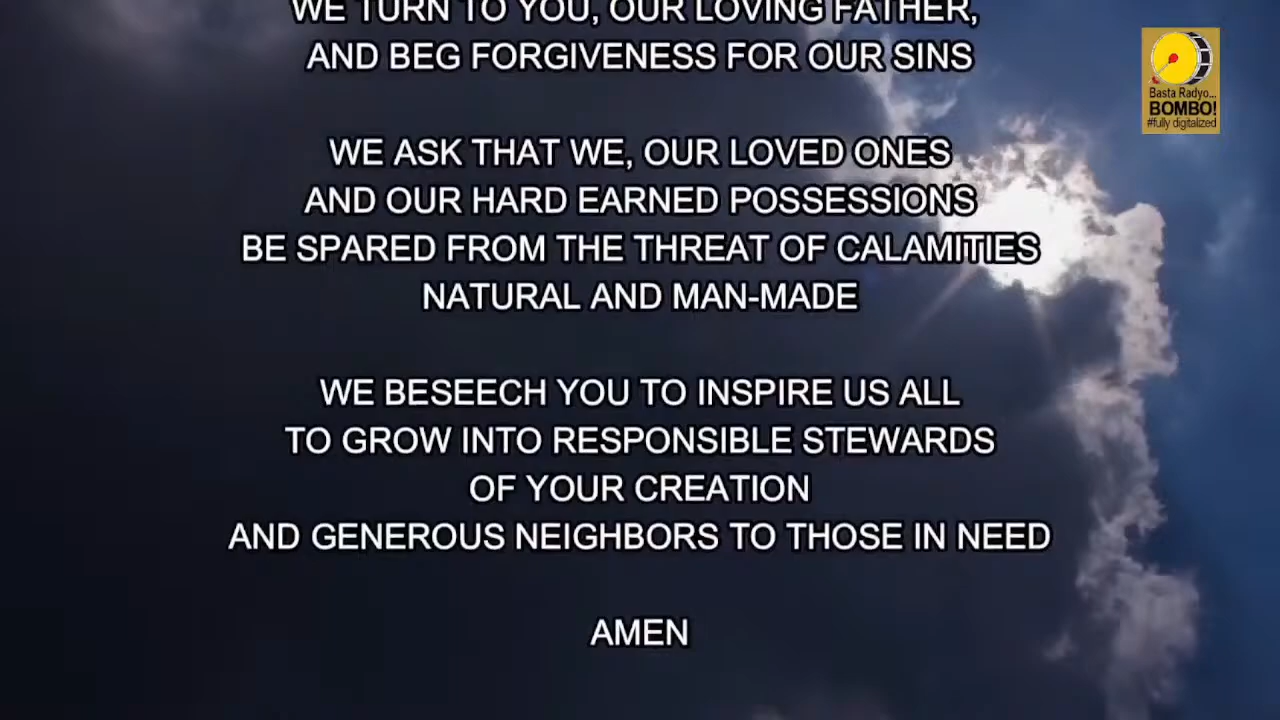 WE TURN TO YOU, OUR LOVING FATHER,
AND BEG FORGIVENESS FOR OUR SINS
WE ASK THAT WE, OUR LOVED ONES
AND OUR HARD EARNED POSSESSIONS
BE SPARED FROM THE THREAT OF CALAMITIES
NATURAL AND MAN-MADE
WE BESEECH YOU TO INSPIRE US ALL
TO GROW INTO RESPONSIBLE STEWARDS
OF YOUR CREATION
AND GENEROUS NEIGHBORS TO THOSE IN NEED
AMEN
Basta Radyo...
BOMBO!
#fully digitalized